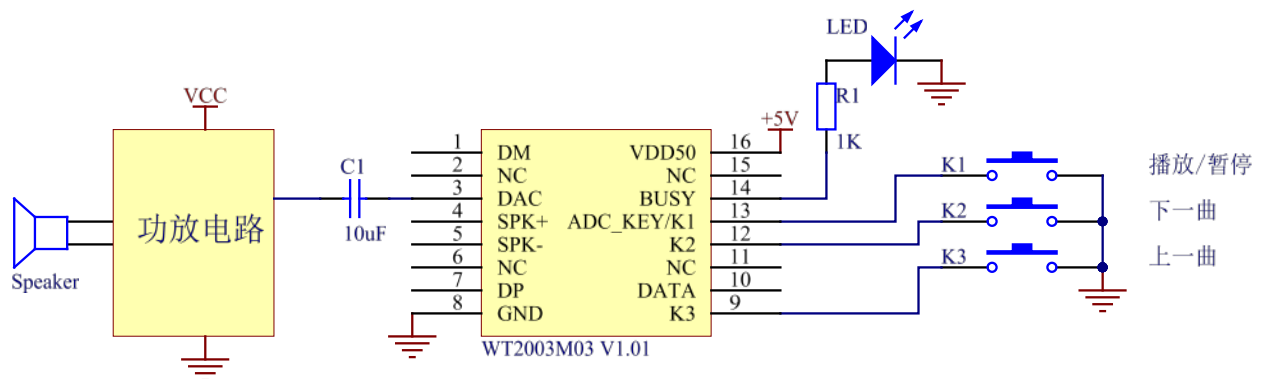 LED
VCC
R1
1K
+5V
C1
10uF
功放电路
Speaker
1 DM
2 NC
3 DAC
4 SPK+
5 SPK-
6 NC
7 DP
8 GND
VDD50 16
NC 15
BUSY 14
ADC_KEY/K1 13
K2 12
NC 11
DATA 10
K3 9
WT2003M03 V1.01
K1 播放/暂停
K2 下一曲
K3 上一曲